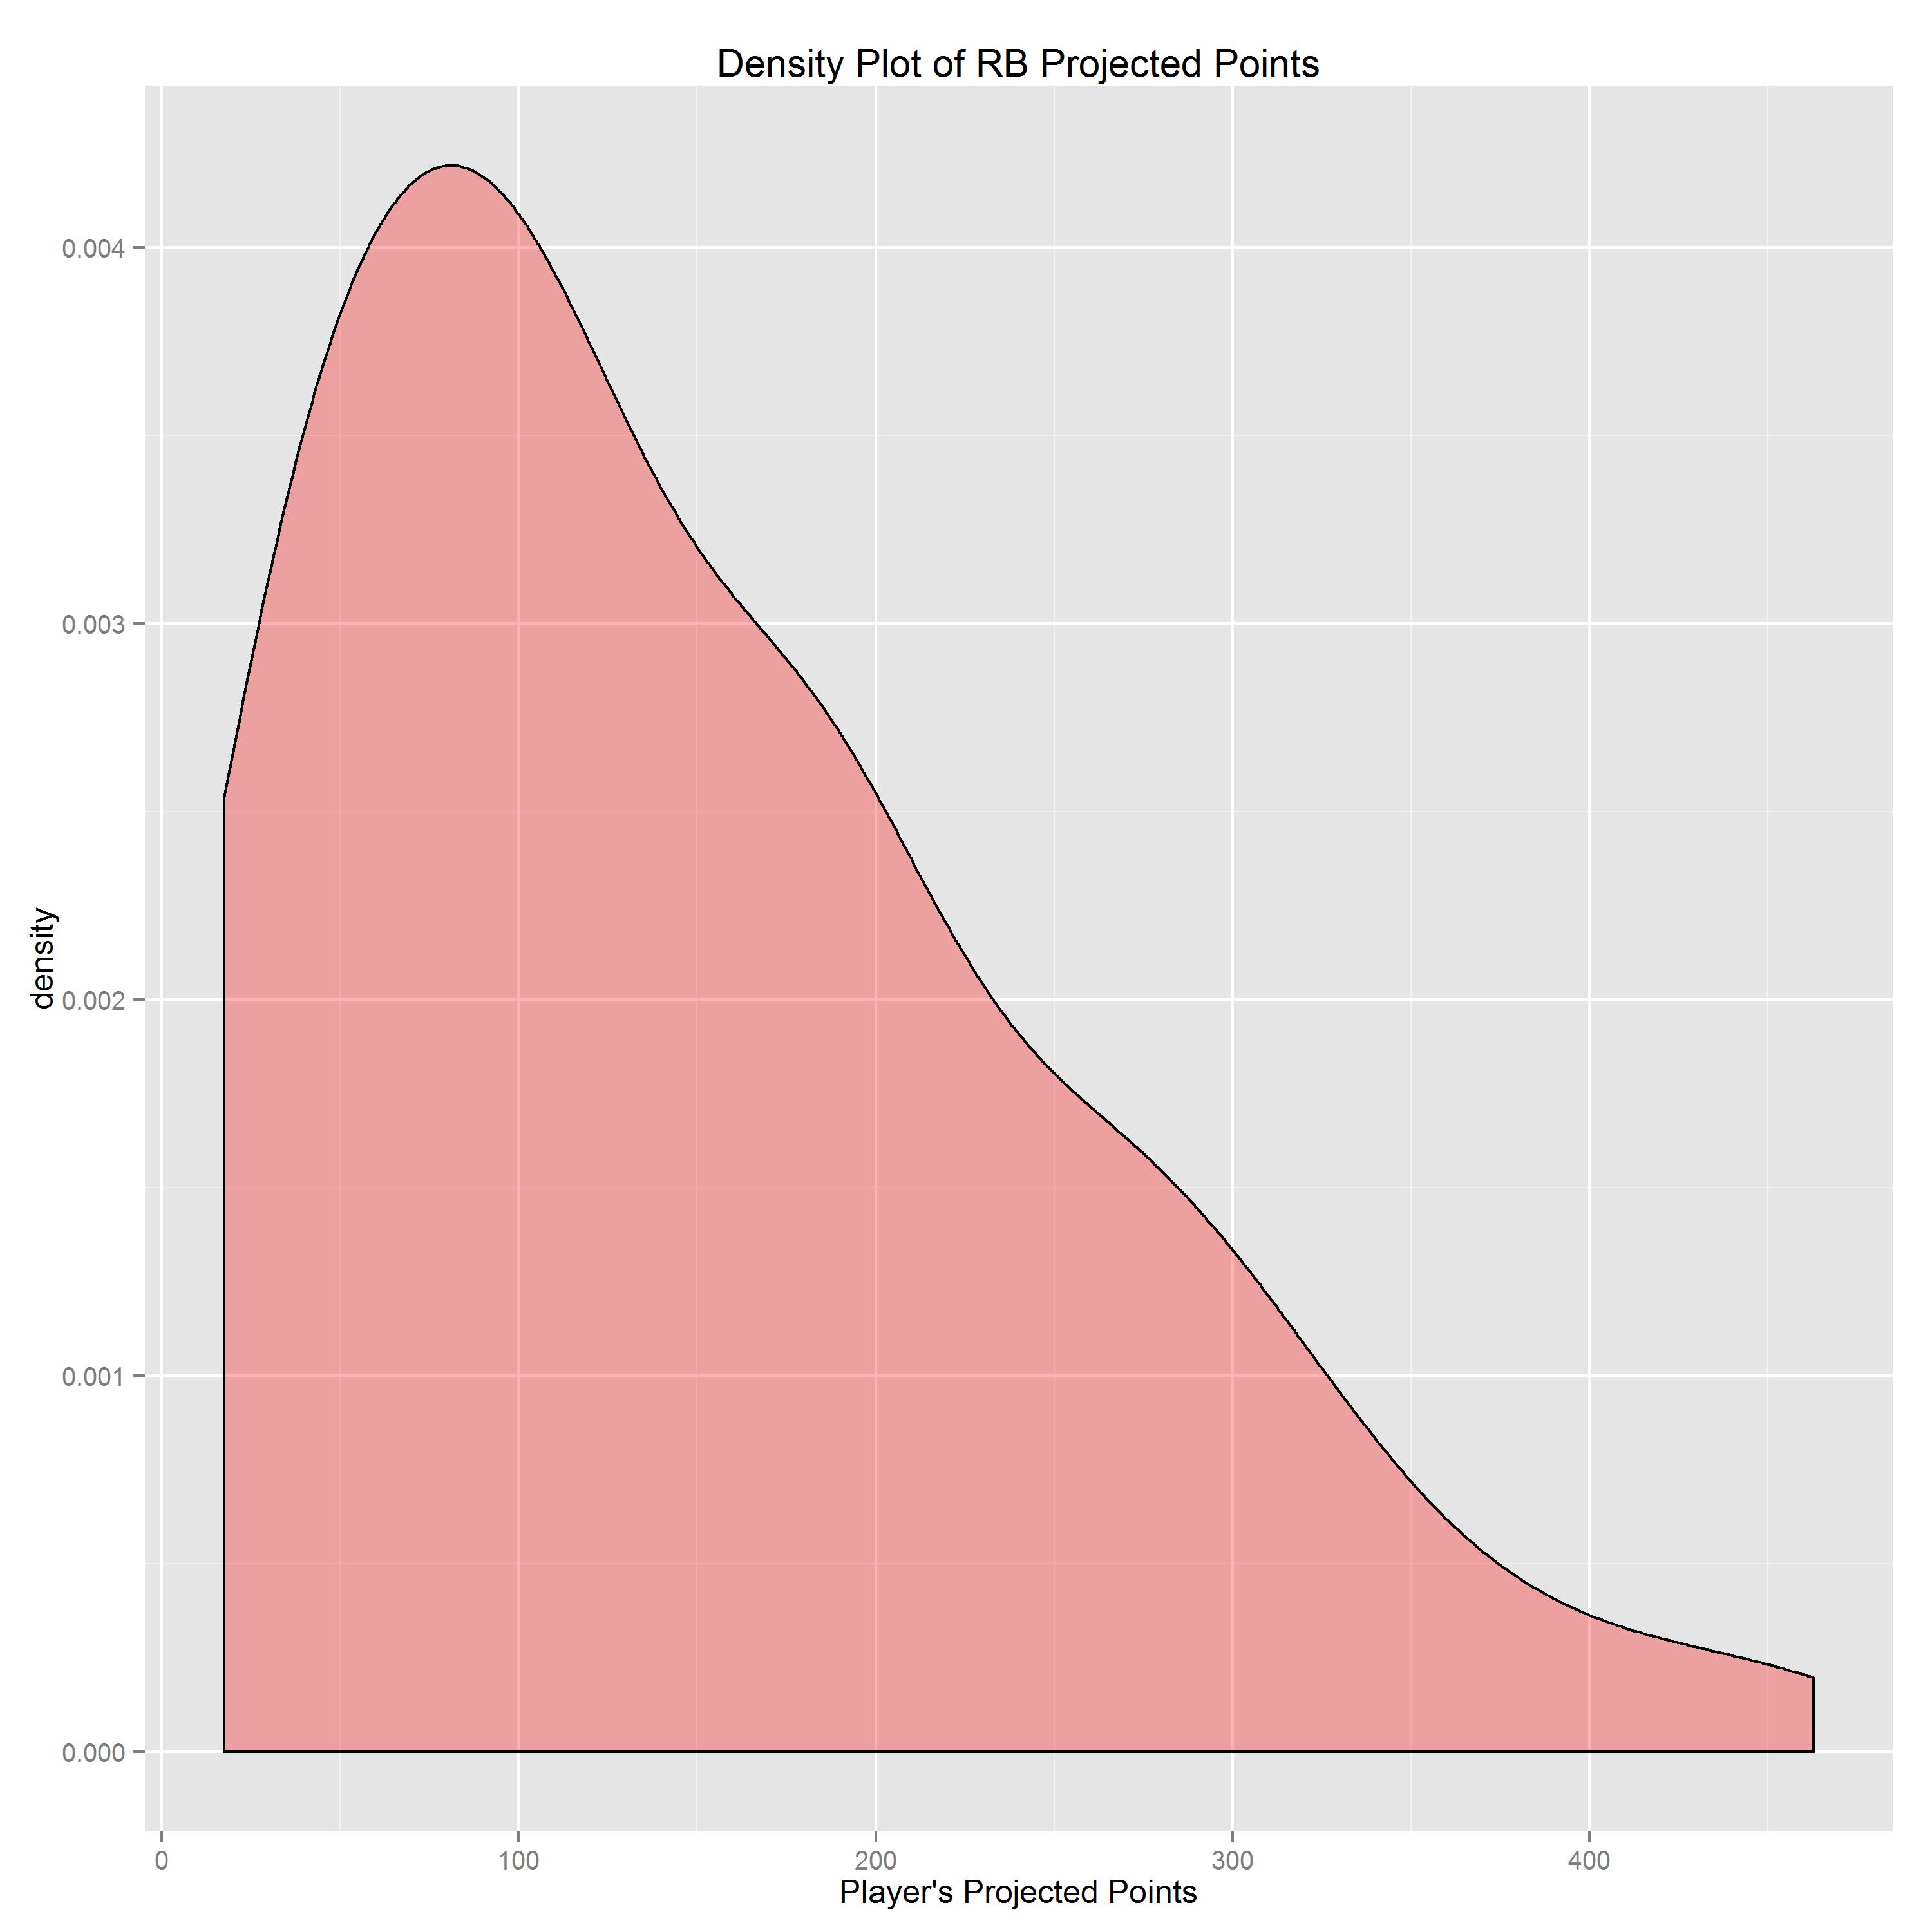 Density Plot of RB Projected Points
density
0.004
0.003
0.002
0.001
0.000
0 100 200 300 400
Player's Projected Points